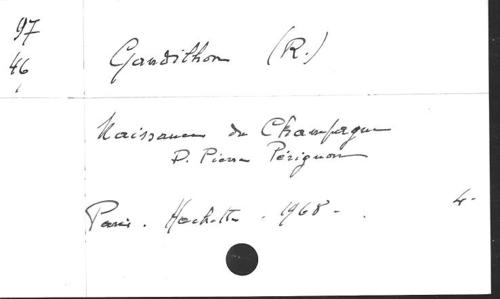 97
46
Gandilhon (R.)
Naissance du Champagne
D. Pierre Pérignon
Paris. Hachette. 1968.
4.